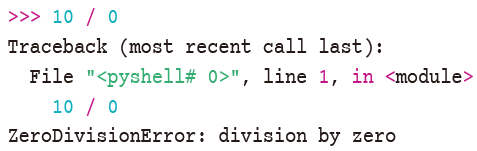 >>> 10 / 0
Traceback (most recent call last):
  File "<pyshell# 0>", line 1, in <module>
    10 / 0
ZeroDivisionError: division by zero